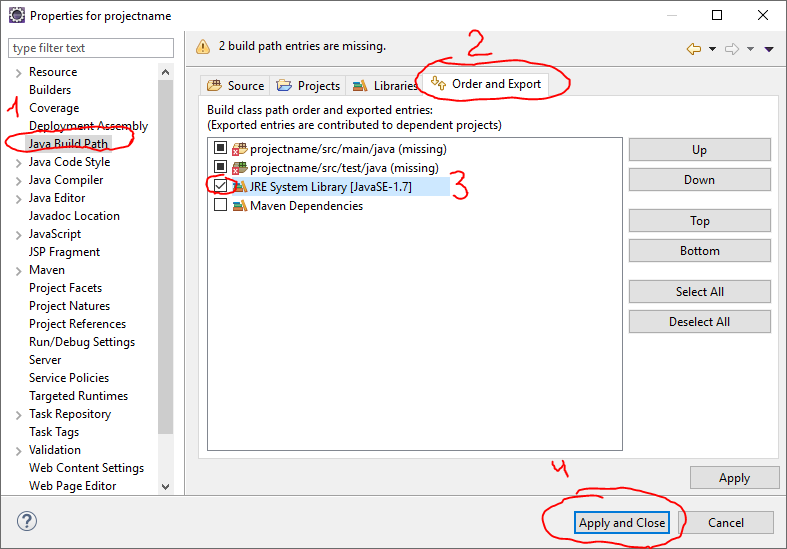 Properties for projectname
type filter text
2 build path entries are missing.
2
Resource
Builders
1
Coverage
Deployment Assembly
Java Build Path
Java Code Style
Java Compiler
Java Editor
Javadoc Location
JavaScript
JSP Fragment
Maven
Project Facets
Project Natures
Project References
Run/Debug Settings
Server
Service Policies
Targeted Runtimes
Task Repository
Task Tags
Validation
Web Content Settings
Web Page Editor
Source Projects Libraries Order and Export
Build class path order and exported entries:
(Exported entries are contributed to dependent projects)
projectname/src/main/java (missing)
projectname/src/test/java (missing)
JRE System Library [JavaSE-1.7]
3
Maven Dependencies
Up
Down
Top
Bottom
Select All
Deselect All
Apply
4
?
Apply and Close Cancel